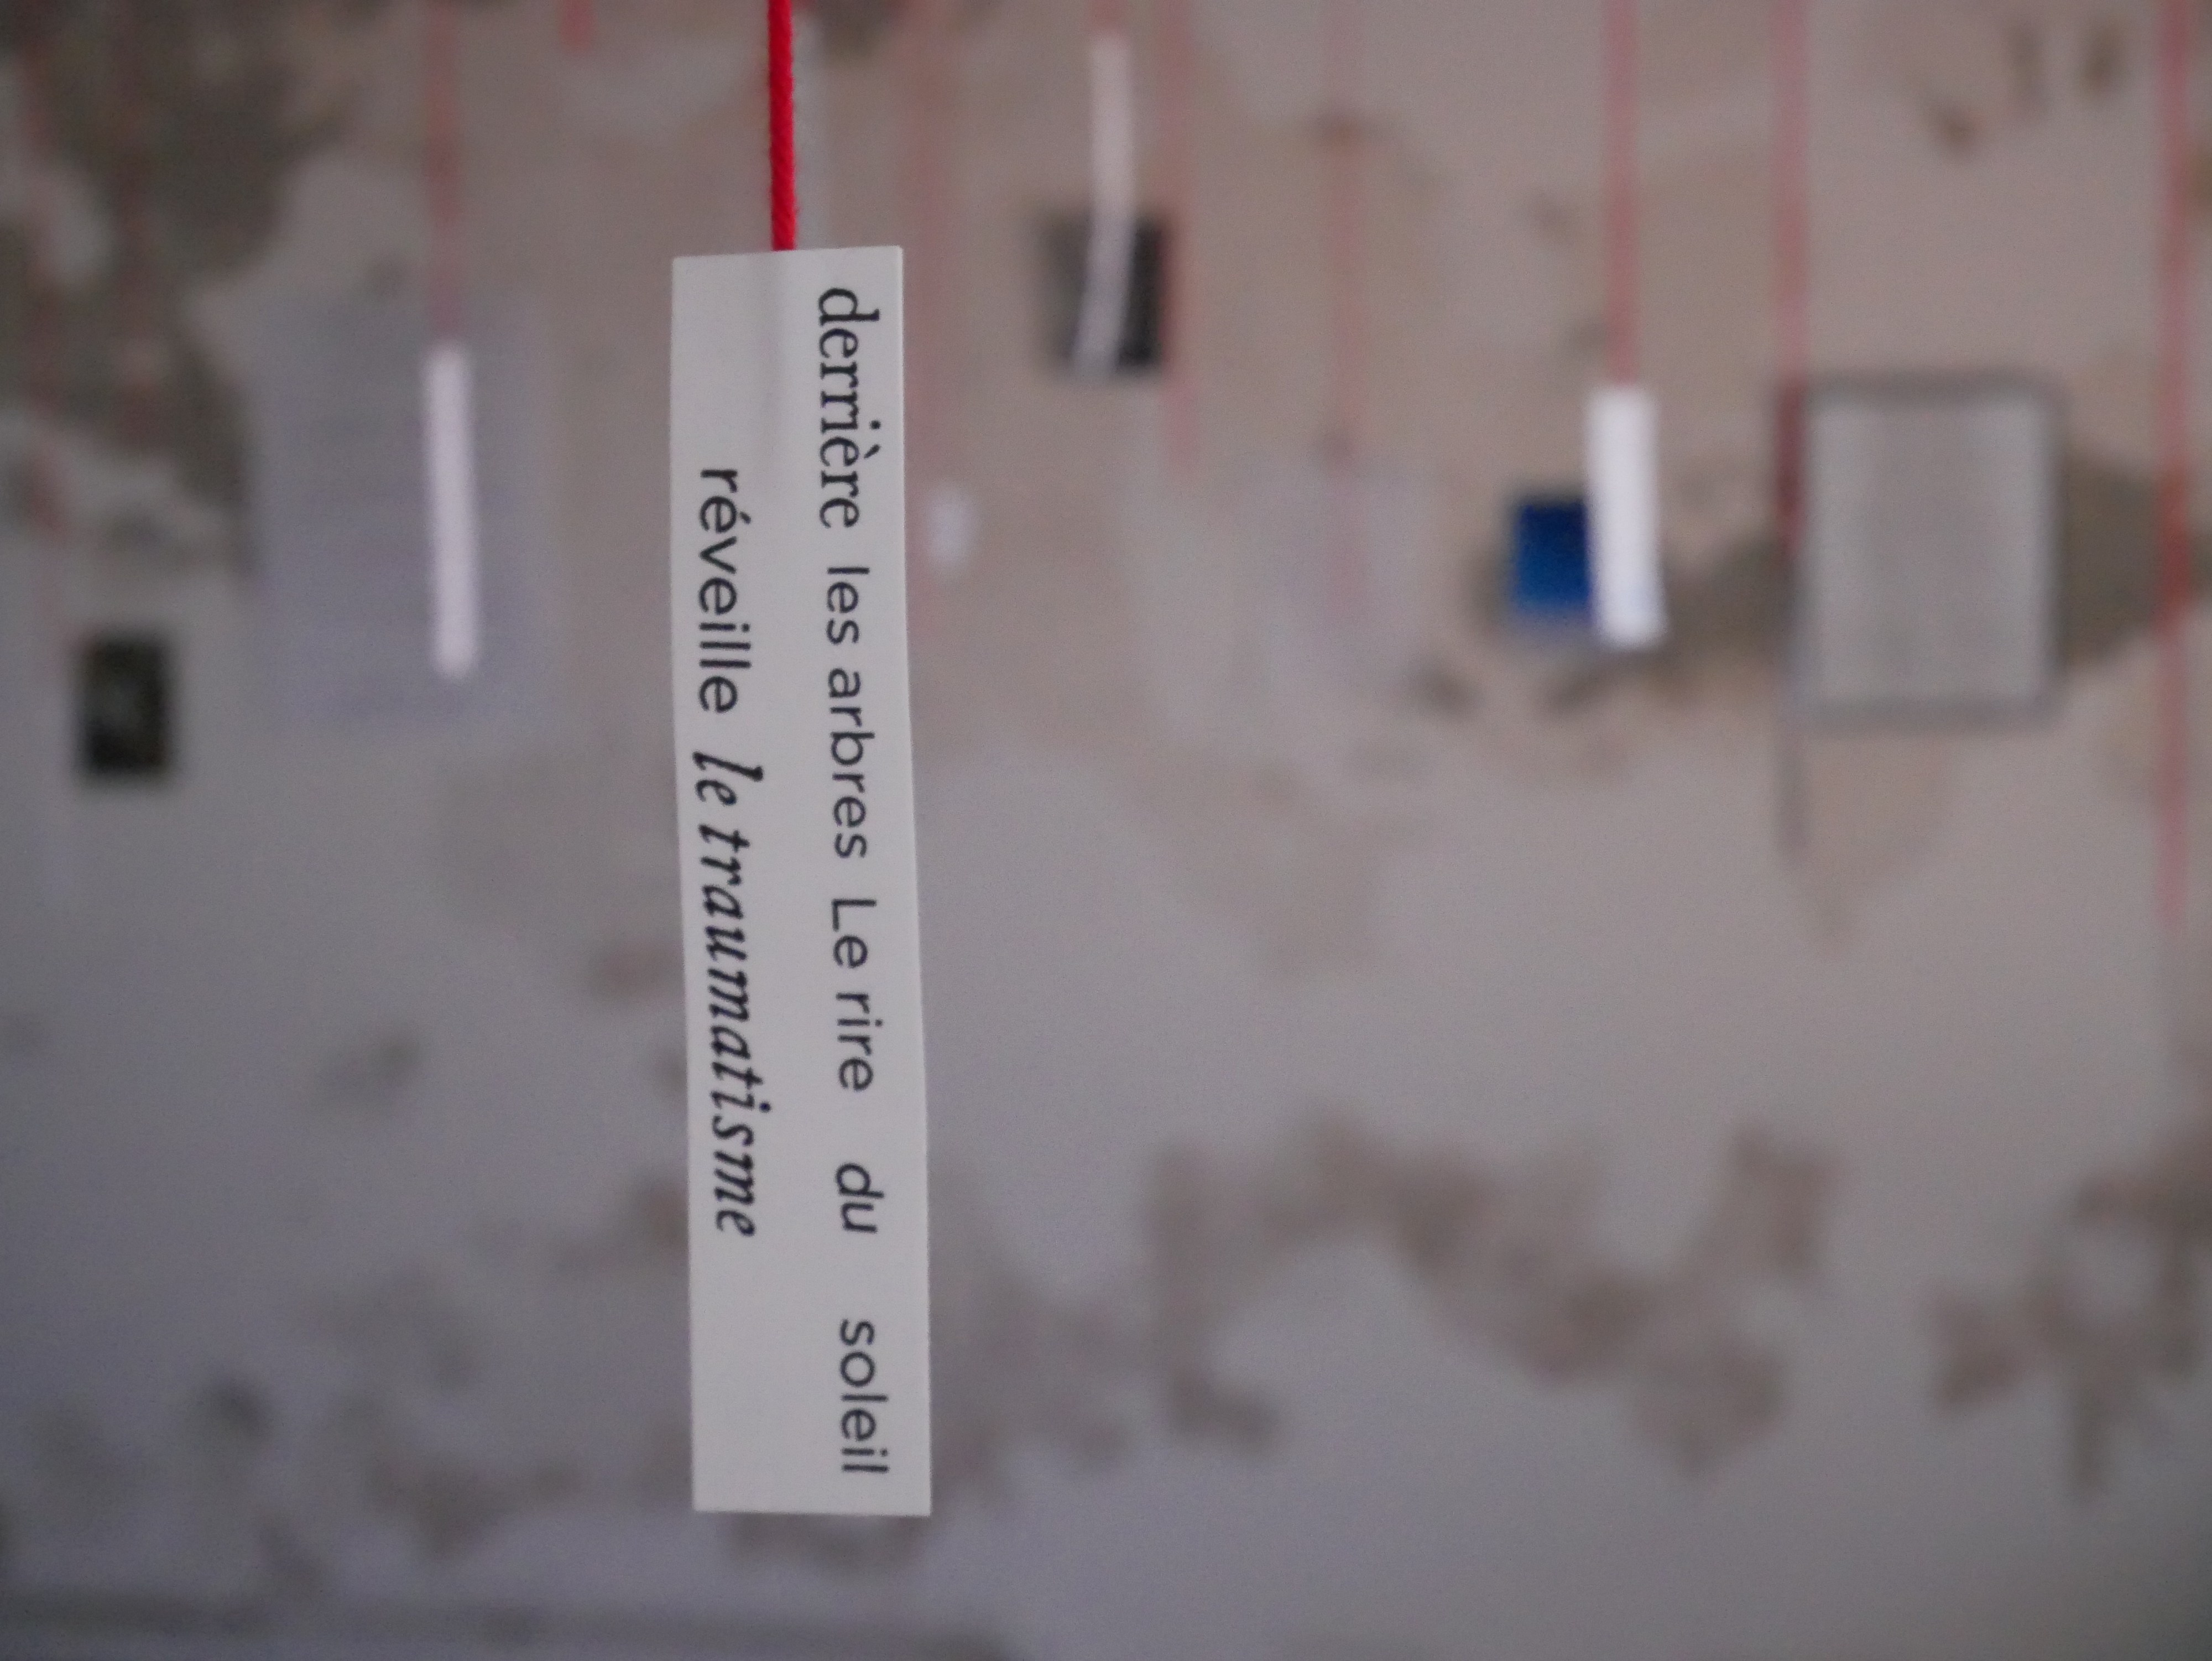 derrière les arbres Le rire du soleil
réveille le traumatisme